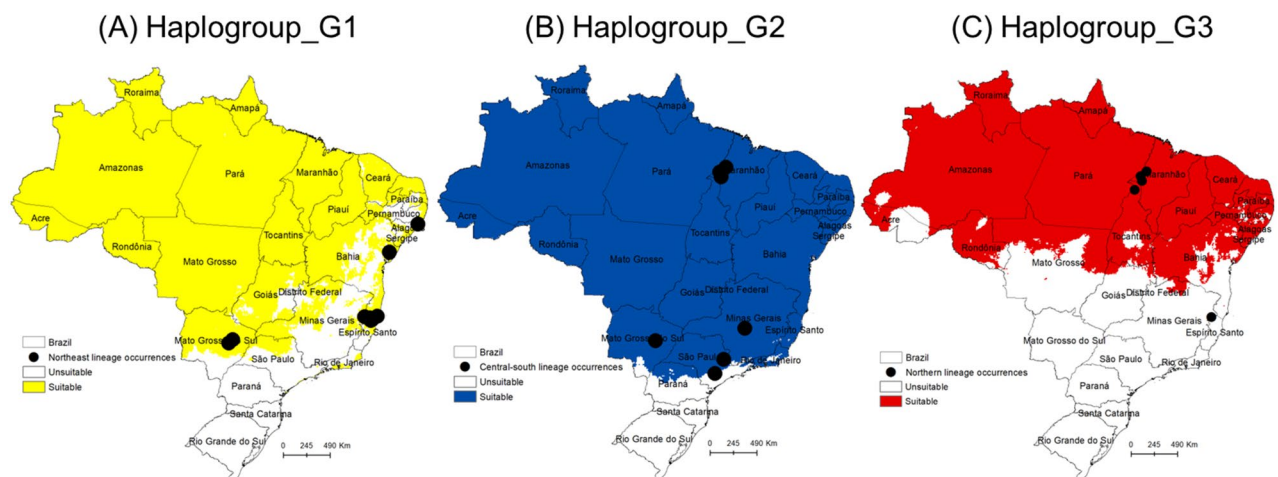 (A) Haplogroup_G1
Roraima
Amapá
Amazonas
Pará
Maranhão
Ceará
Paraíba
Piauí
Pernambuco
Acre
Alagoas
Sergipe
Tocantins
Rondônia
Bahia
Mato Grosso
Goiás
Distrito Federal
Minas Gerais
Espírito Santo
Mato Grosso do Sul
São Paulo
Rio de Janeiro
Paraná
Santa Catarina
Rio Grande do Sul
Brazil
Northeast lineage occurrences
Unsuitable
Suitable
0 245 490 Km
(B) Haplogroup_G2
Roraima
Amapá
Amazonas
Pará
Maranhão
Ceará
Paraíba
Piauí
Pernambuco
Acre
Alagoas
Sergipe
Tocantins
Rondônia
Bahia
Mato Grosso
Goiás
Distrito Federal
Minas Gerais
Espírito Santo
Mato Grosso do Sul
São Paulo
Rio de Janeiro
Paraná
Santa Catarina
Rio Grande do Sul
Brazil
Central-south lineage occurrences
Unsuitable
Suitable
0 245 490 Km
(C) Haplogroup_G3
Roraima
Amapá
Amazonas
Pará
Maranhão
Ceará
Paraíba
Piauí
Pernambuco
Acre
Alagoas
Sergipe
Tocantins
Rondônia
Bahia
Mato Grosso
Goiás
Distrito Federal
Minas Gerais
Espírito Santo
Mato Grosso do Sul
São Paulo
Rio de Janeiro
Paraná
Santa Catarina
Rio Grande do Sul
Brazil
Northern lineage occurrences
Unsuitable
Suitable
0 245 490 Km